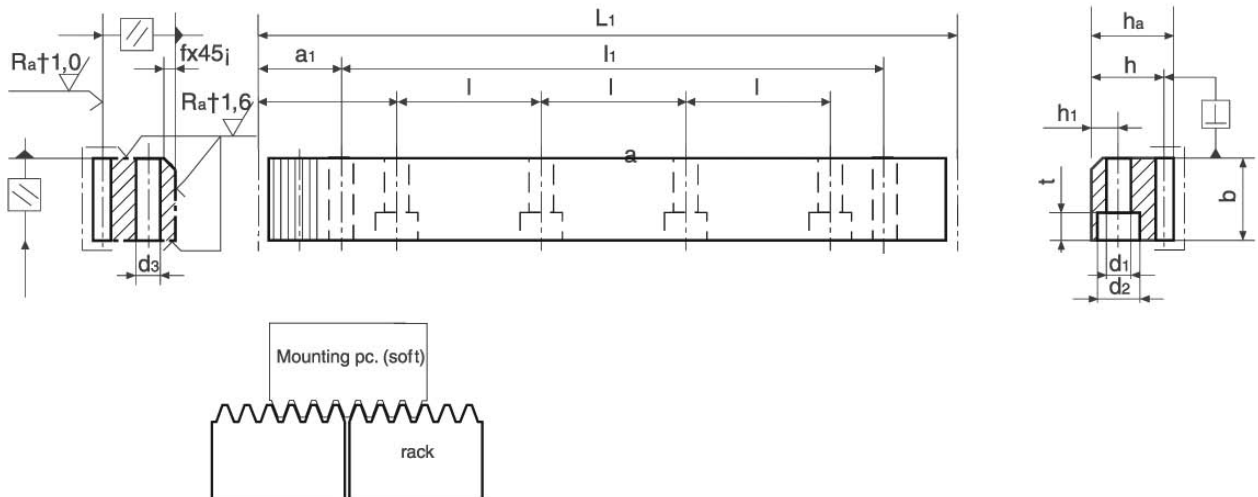 L1
ha
fx45¡
a1
l1
h
Ra†1,0
Ra†1,6
l
l
l
h1
a
t
b
d3
d1
d2
Mounting pc. (soft)
rack